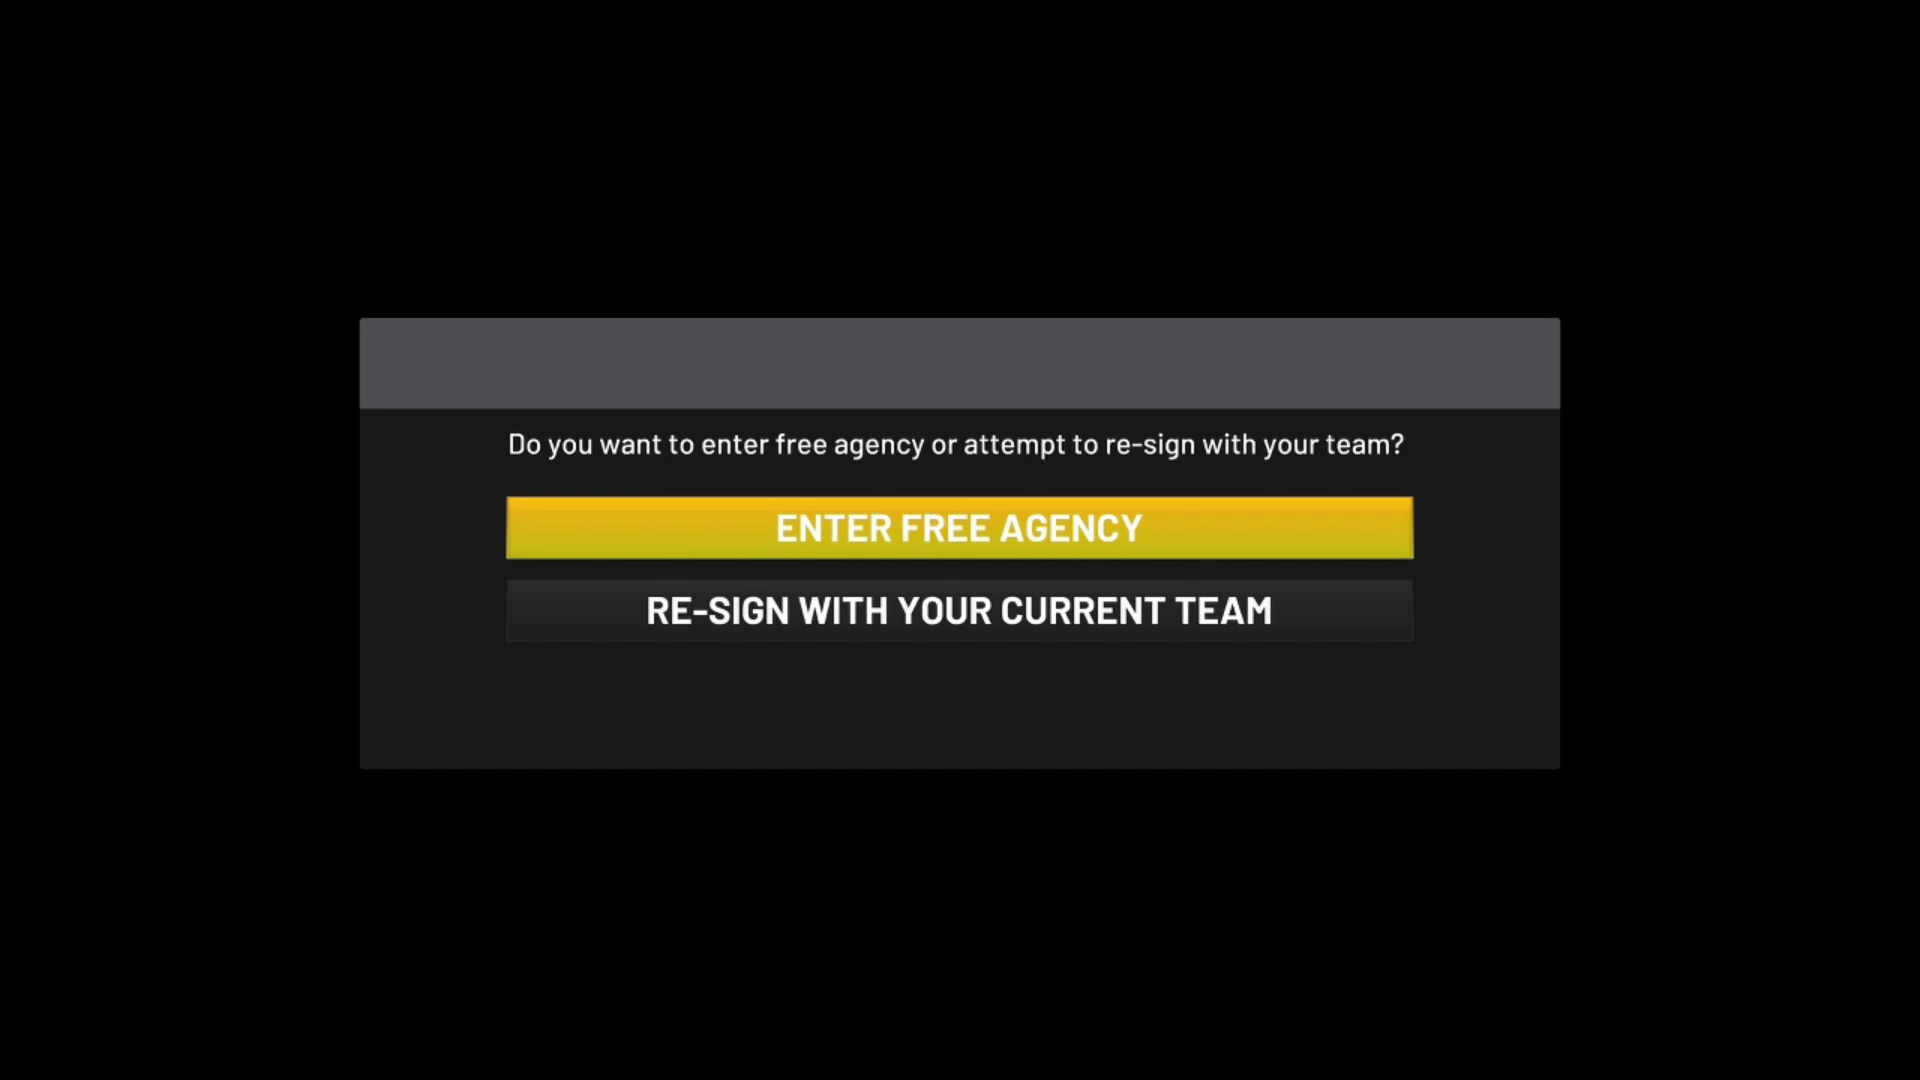 Do you want to enter free agency or attempt to re-sign with your team?
ENTER FREE AGENCY
RE-SIGN WITH YOUR CURRENT TEAM